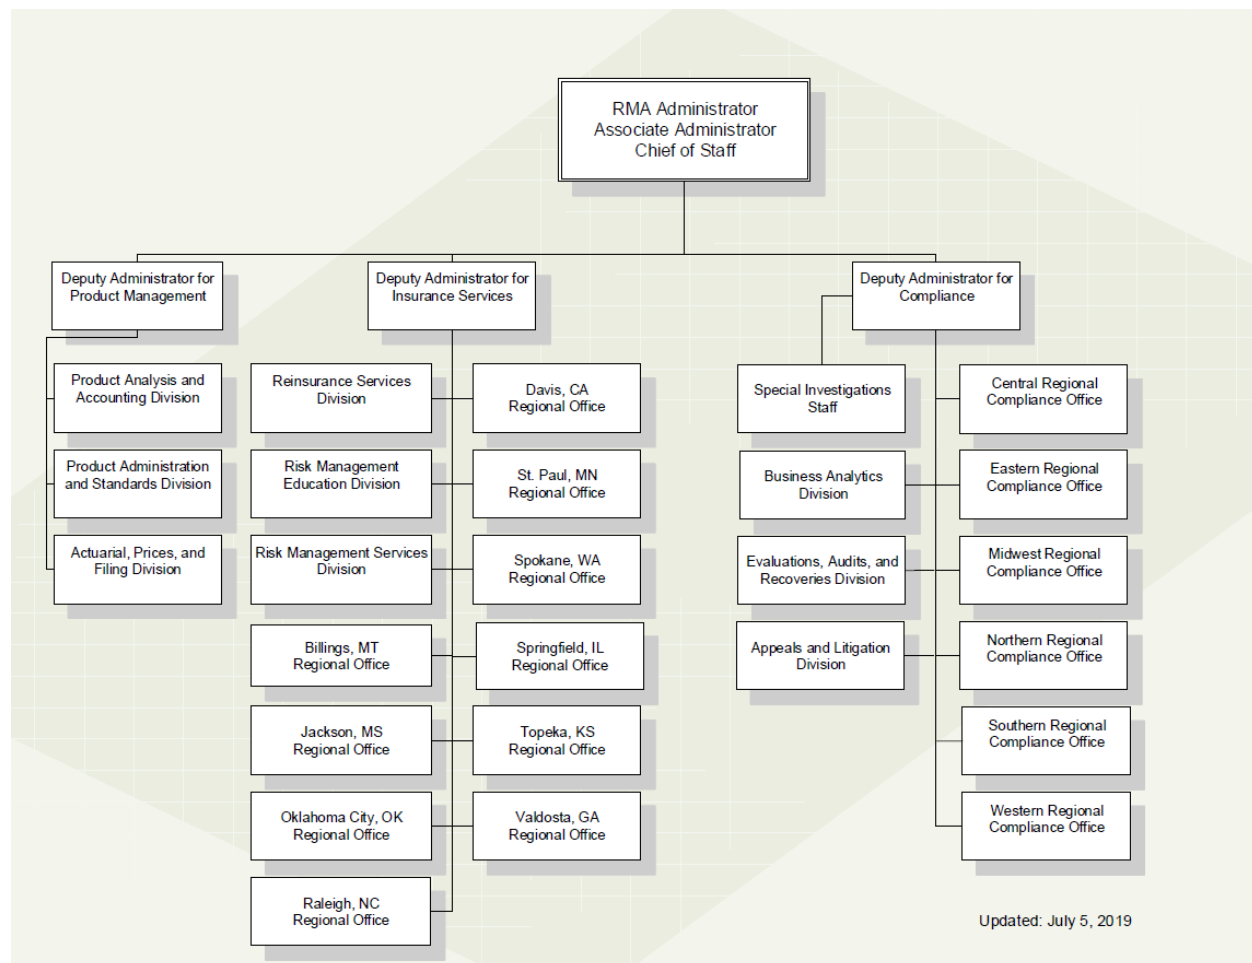 RMA Administrator
Associate Administrator
Chief of Staff
Deputy Administrator for
Product Management
Deputy Administrator for
Insurance Services
Deputy Administrator for
Compliance
Product Analysis and
Accounting Division
Product Administration
and Standards Division
Actuarial, Prices, and
Filing Division
Reinsurance Services
Division
Risk Management
Education Division
Risk Management Services
Division
Billings, MT
Regional Office
Jackson, MS
Regional Office
Oklahoma City, OK
Regional Office
Raleigh, NC
Regional Office
Davis, CA
Regional Office
St. Paul, MN
Regional Office
Spokane, WA
Regional Office
Springfield, IL
Regional Office
Topeka, KS
Regional Office
Valdosta, GA
Regional Office
Special Investigations
Staff
Business Analytics
Division
Evaluations, Audits, and
Recoveries Division
Appeals and Litigation
Division
Central Regional
Compliance Office
Eastern Regional
Compliance Office
Midwest Regional
Compliance Office
Northern Regional
Compliance Office
Southern Regional
Compliance Office
Western Regional
Compliance Office
Updated: July 5, 2019